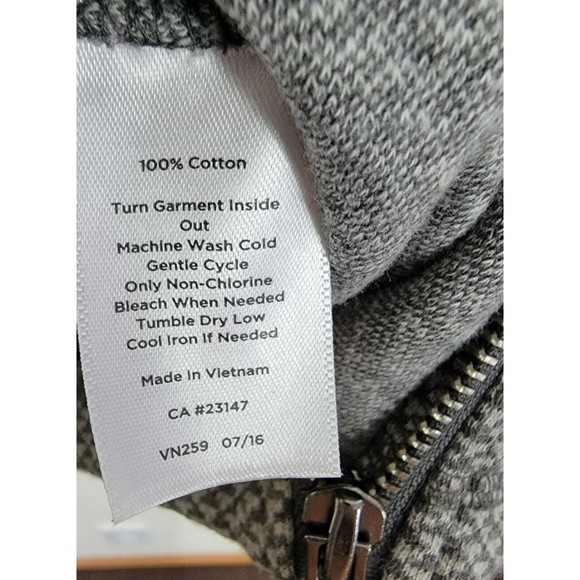 100% Cotton
Turn Garment Inside
Out
Machine Wash Cold
Gentle Cycle
Only Non-Chlorine
Bleach When Needed
Tumble Dry Low
Cool Iron If Needed
Made in Vietnam
CA #23147
VN259 07/16